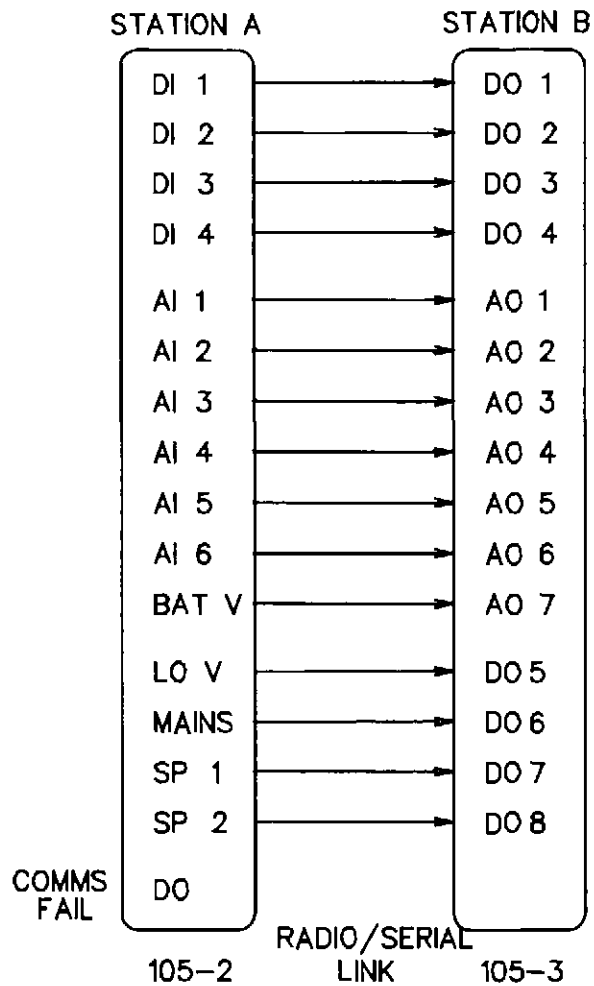 STATION A STATION B
DI 1 DO 1
DI 2 DO 2
DI 3 DO 3
DI 4 DO 4
AI 1 AO 1
AI 2 AO 2
AI 3 AO 3
AI 4 AO 4
AI 5 AO 5
AI 6 AO 6
BAT V AO 7
LO V DO 5
MAINS DO 6
SP 1 DO 7
SP 2 DO 8
COMMS
FAIL DO
RADIO/SERIAL
105-2 LINK 105-3